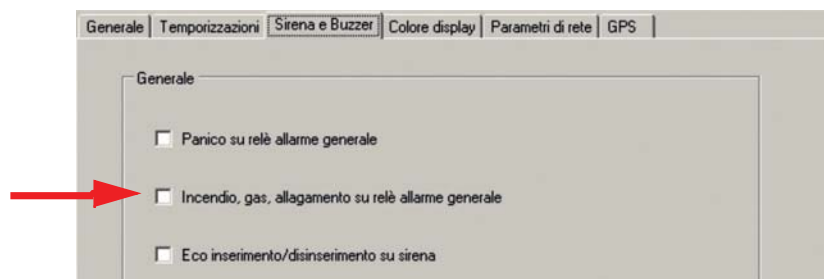 Generale Temporizzazioni Sirena e Buzzer Colore display Parametri di rete GPS
Generale
Panico su relè allarme generale
Incendio, gas, allagamento su relè allarme generale
Eco inserimento/disinserimento su sirena